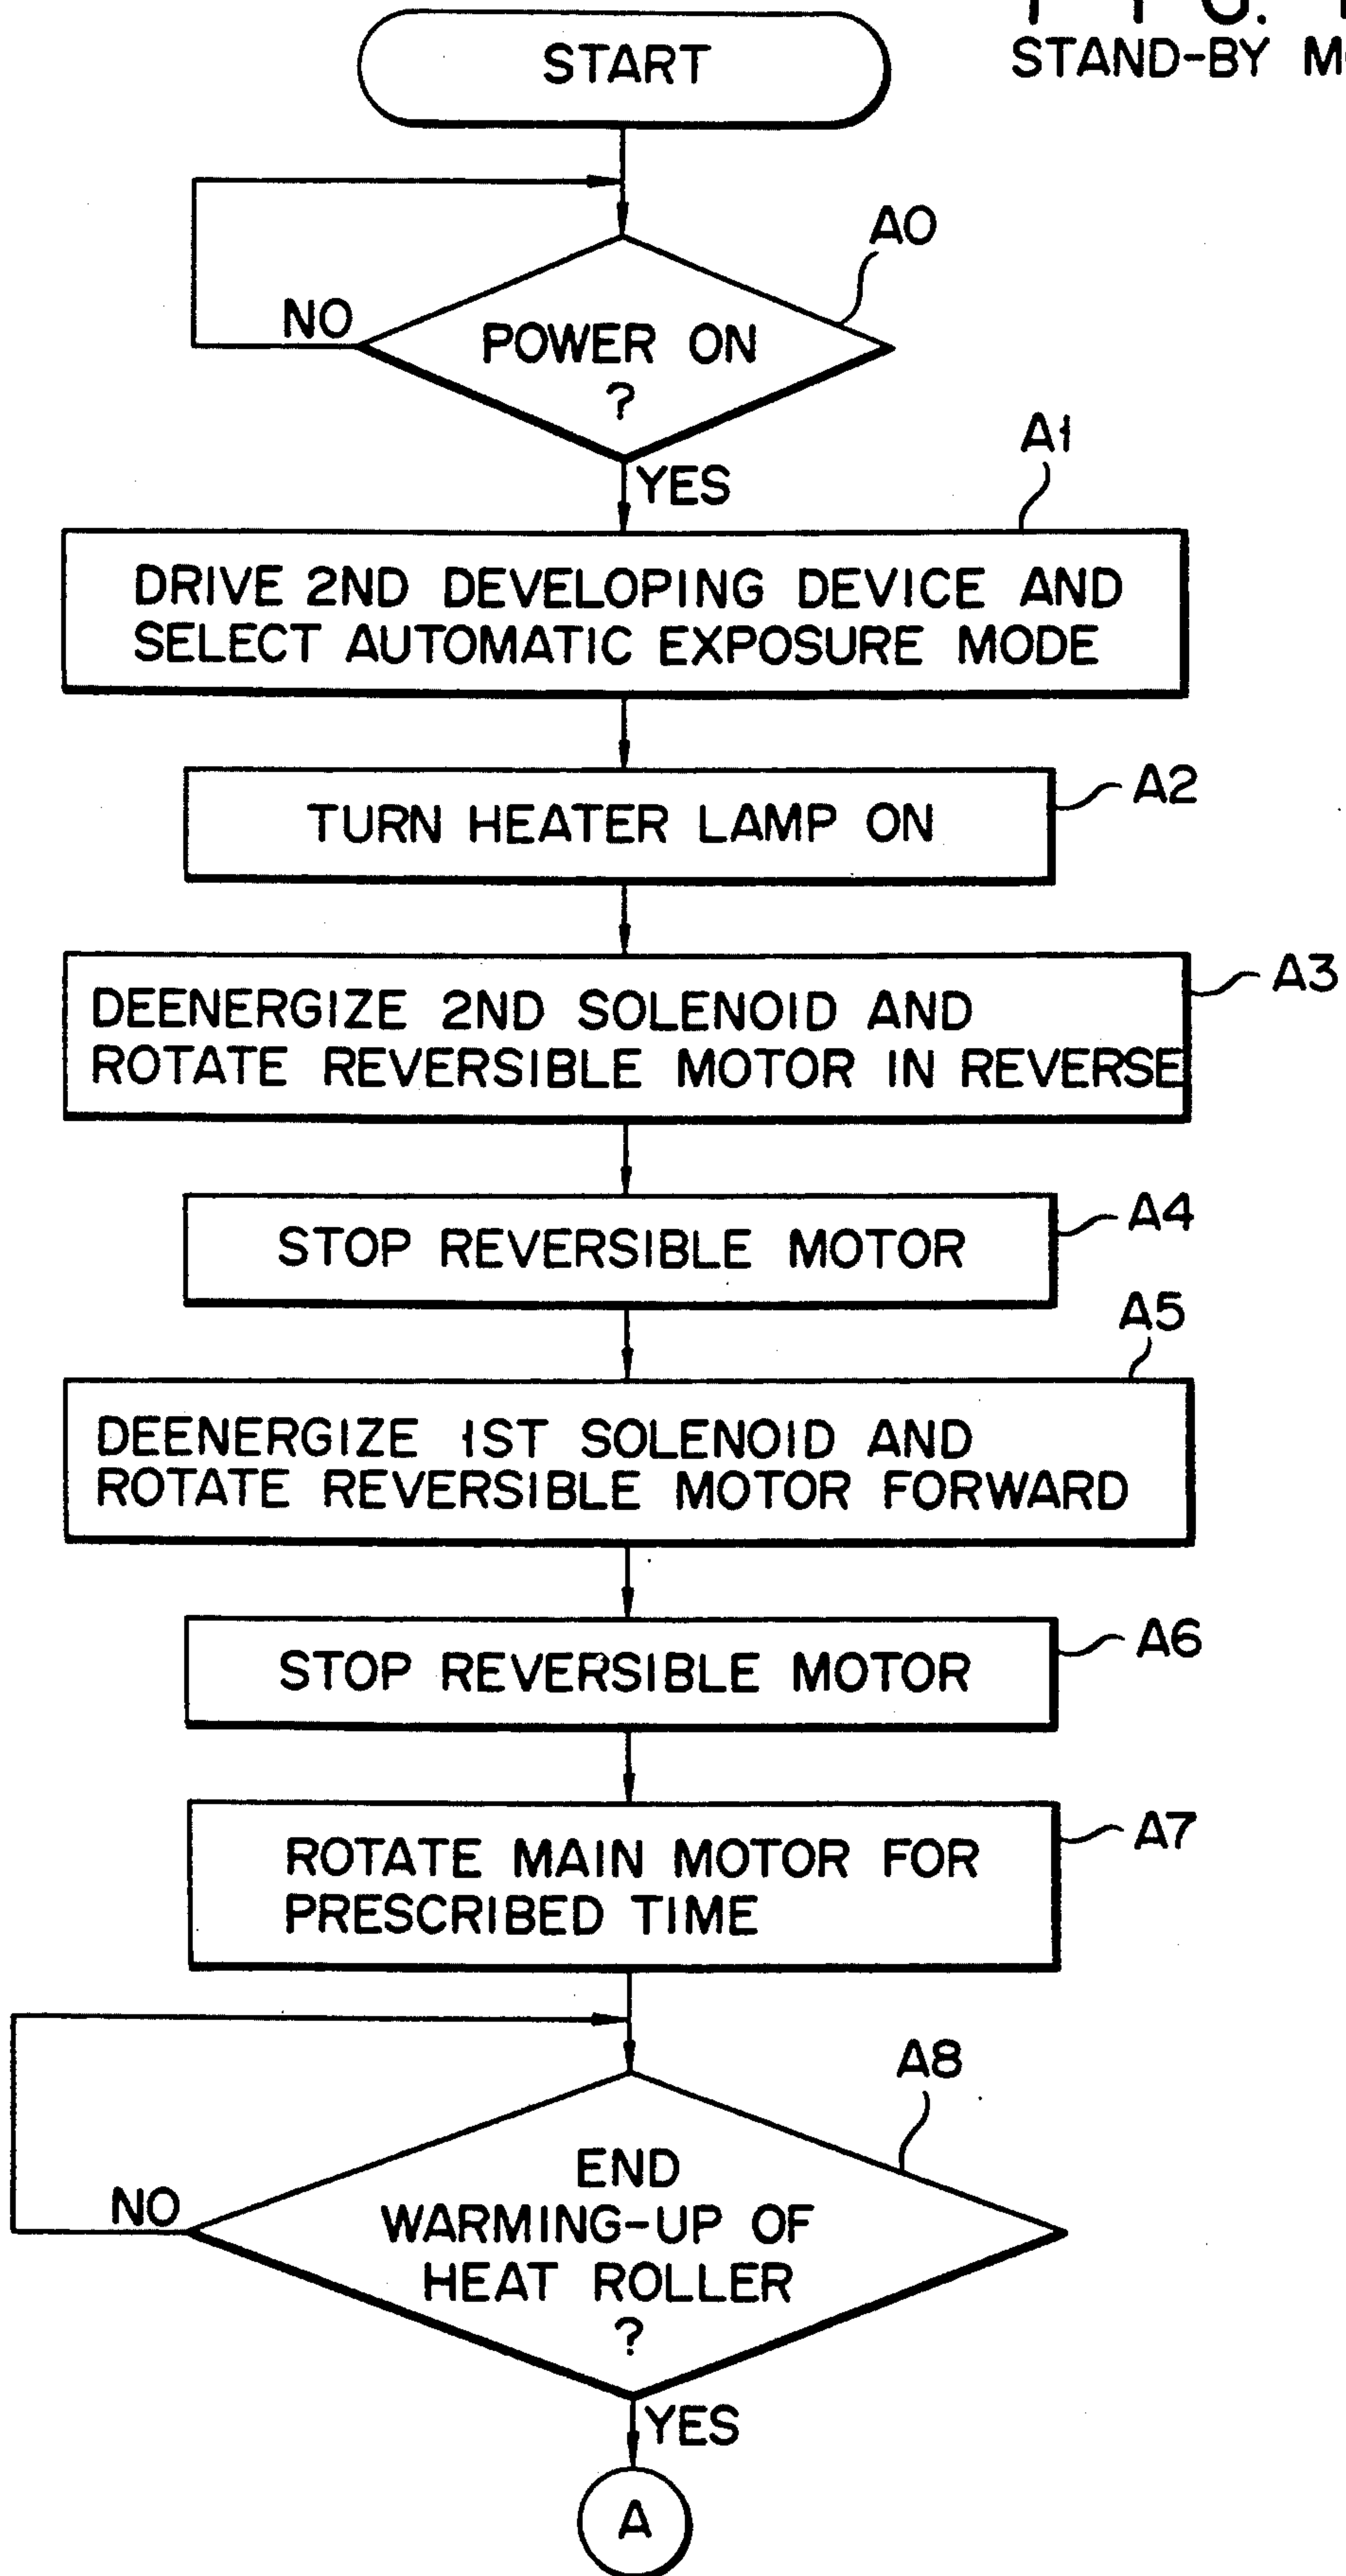 FIG.
STAND-BY
START
A0
NO
POWER ON
?
YES
A1
DRIVE 2ND DEVELOPING DEVICE AND
SELECT AUTOMATIC EXPOSURE MODE
TURN HEATER LAMP ON
A2
DEENERGIZE 2ND SOLENOID AND
ROTATE REVERSIBLE MOTOR IN REVERSE
A3
STOP REVERSIBLE MOTOR
A4
A5
DEENERGIZE 1ST SOLENOID AND
ROTATE REVERSIBLE MOTOR FORWARD
STOP REVERSIBLE MOTOR
A6
ROTATE MAIN MOTOR FOR
PRESCRIBED TIME
A7
A8
NO
END
WARMING-UP OF
HEAT ROLLER
?
YES
A